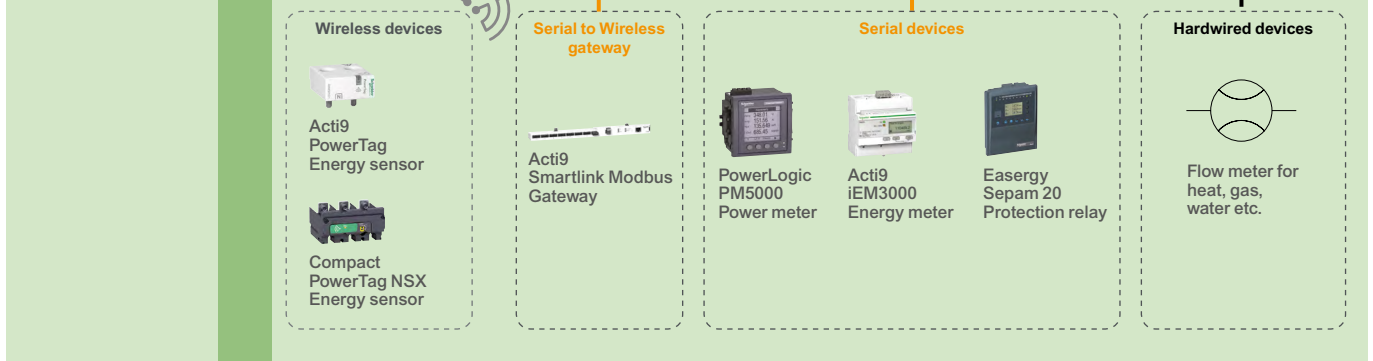 Wireless devices
Acti9
PowerTag
Energy sensor
Compact
PowerTag NSX
Energy sensor
Serial to Wireless
gateway
Acti9
Smartlink Modbus
Gateway
Serial devices
PowerLogic
PM5000
Power meter
Acti9
iEM3000
Energy meter
Easergy
Sepam 20
Protection relay
Hardwired devices
Flow meter for
heat, gas,
water etc.